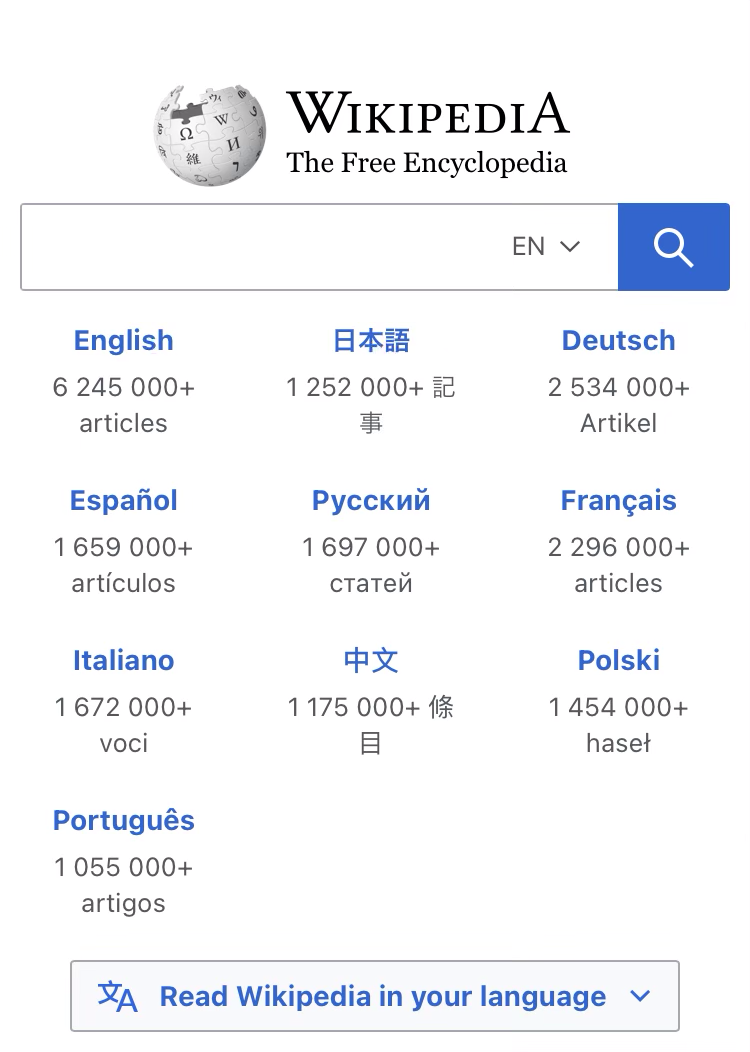 WIKIPEDIA
The Free Encyclopedia
EN
English
6 245 000+
articles
日本語
1 252 000+ 記
事
Deutsch
2 534 000+
Artikel
Español
1 659 000+
artículos
Русский
1 697 000+
статей
Français
2 296 000+
articles
Italiano
1 672 000+
voci
中文
1 175 000+ 條
目
Polski
1 454 000+
haseł
Português
1 055 000+
artigos
文A Read Wikipedia in your language